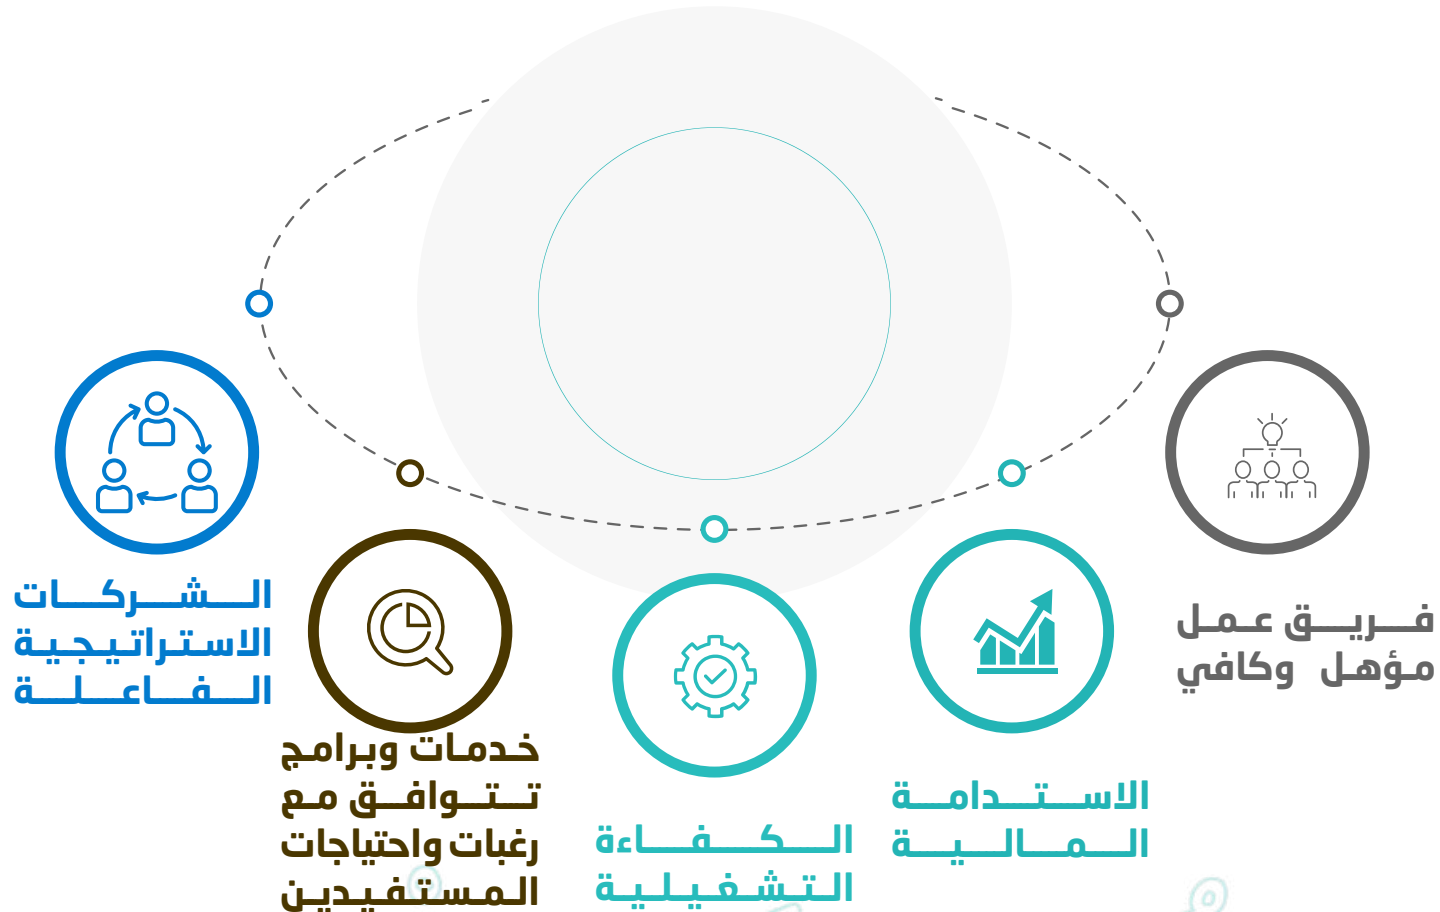 فريق عمل
مؤهل وكافي
الاستدامة
المالية
الكفاءة
التشغيلية
خدمات وبرامج
تتوافق مع
رغبات واحتياجات
المستفيدين
الشركات
الاستراتيجية
الفاعلة